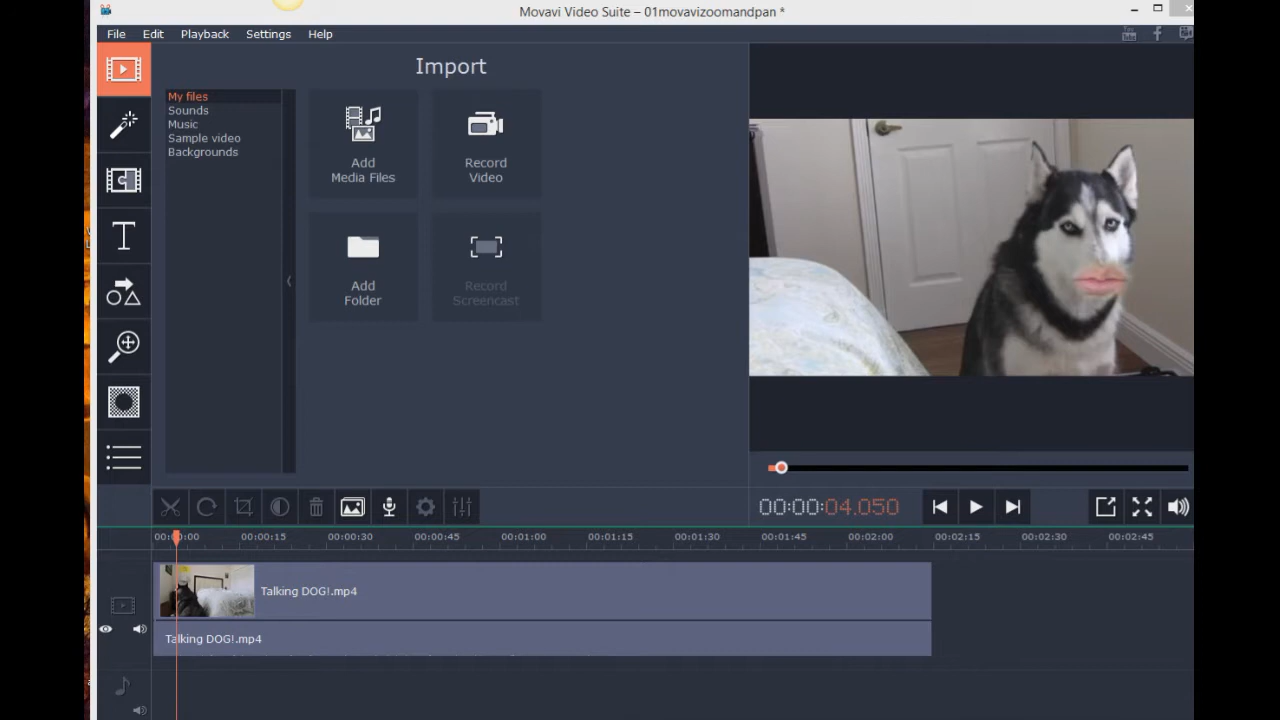 Movavi Video Suite – 01movavizoomandpan *
File Edit Playback Settings Help
Import
My files
Sounds
Music
Sample video
Backgrounds
Add
Media Files
Record
Video
Add
Folder
Record
Screencast
00:00:04.050
00:00:00 00:00:15 00:00:30 00:00:45 00:01:00 00:01:15 00:01:30 00:01:45 00:02:00 00:02:15 00:02:30 00:02:45
Talking DOG!.mp4
Talking DOG!.mp4